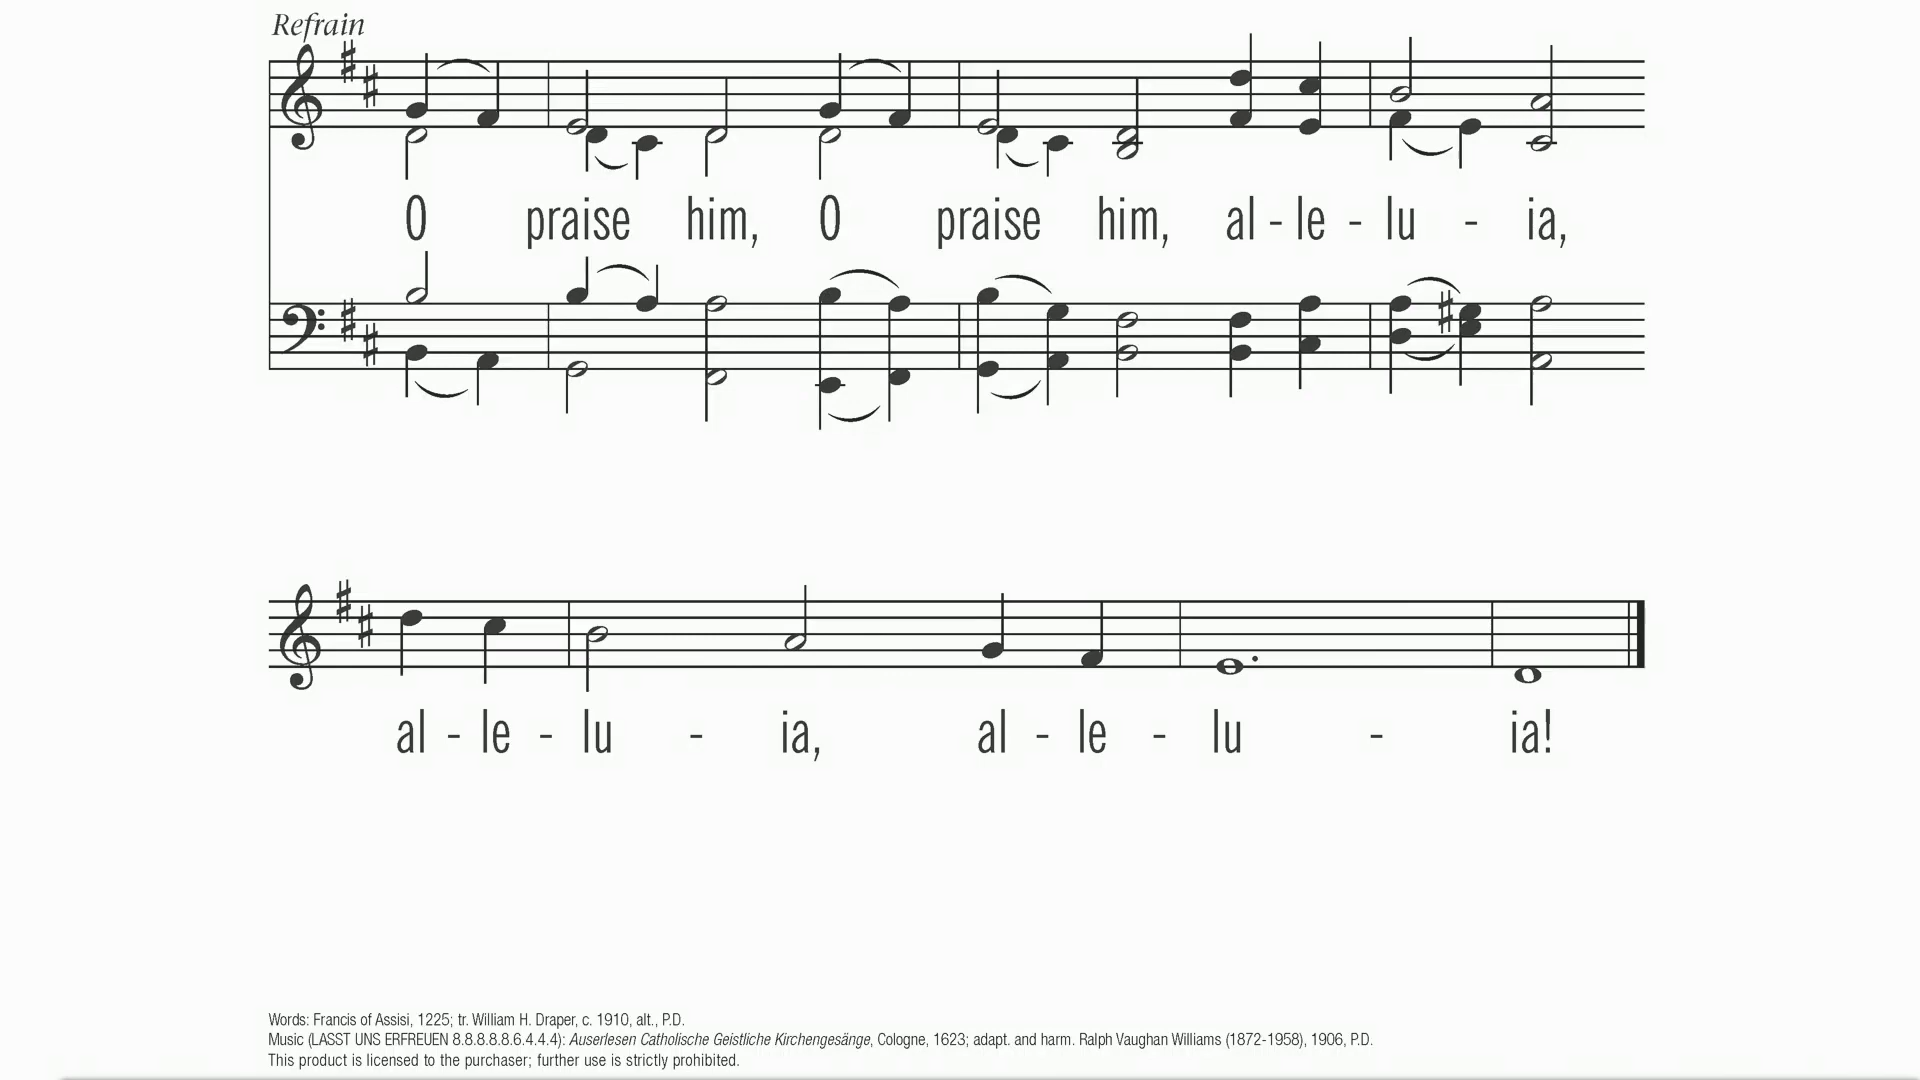 Refrain
O praise him, O praise him, al - le - lu - ia,
al - le - lu - ia, al - le - lu - ia!
Words: Francis of Assisi, 1225; tr. William H. Draper, c. 1910, alt., P.D.
Music (LASST UNS ERFREUEN 8.8.8.8.8.6.4.4.4): Auserlesen Catholische Geistliche Kirchengesänge, Cologne, 1623; adapt. and harm. Ralph Vaughan Williams (1872-1958), 1906, P.D.
This product is licensed to the purchaser; further use is strictly prohibited.